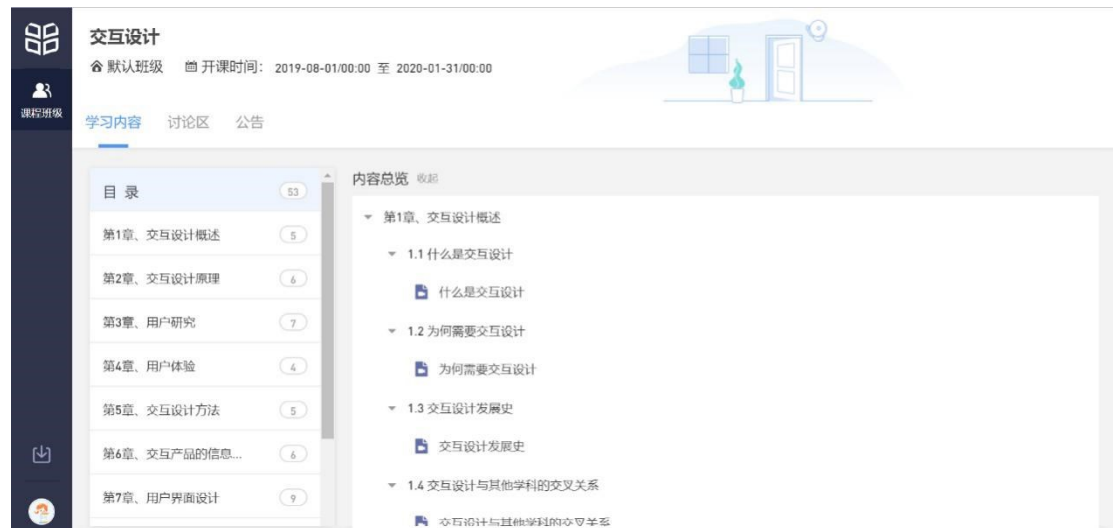 交互设计
默认班级 开课时间： 2019-08-01/00:00 至 2020-01-31/00:00
课程班级
学习内容 讨论区 公告
目 录 53
第1章、交互设计概述 5
第2章、交互设计原理 6
第3章、用户研究 7
第4章、用户体验 4
第5章、交互设计方法 5
第6章、交互产品的信息... 6
第7章、用户界面设计 9
内容总览 收起
第1章、交互设计概述
1.1 什么是交互设计
什么是交互设计
1.2 为何需要交互设计
为何需要交互设计
1.3 交互设计发展史
交互设计发展史
1.4 交互设计与其他学科的交叉关系
交互设计与其他学科的交叉关系